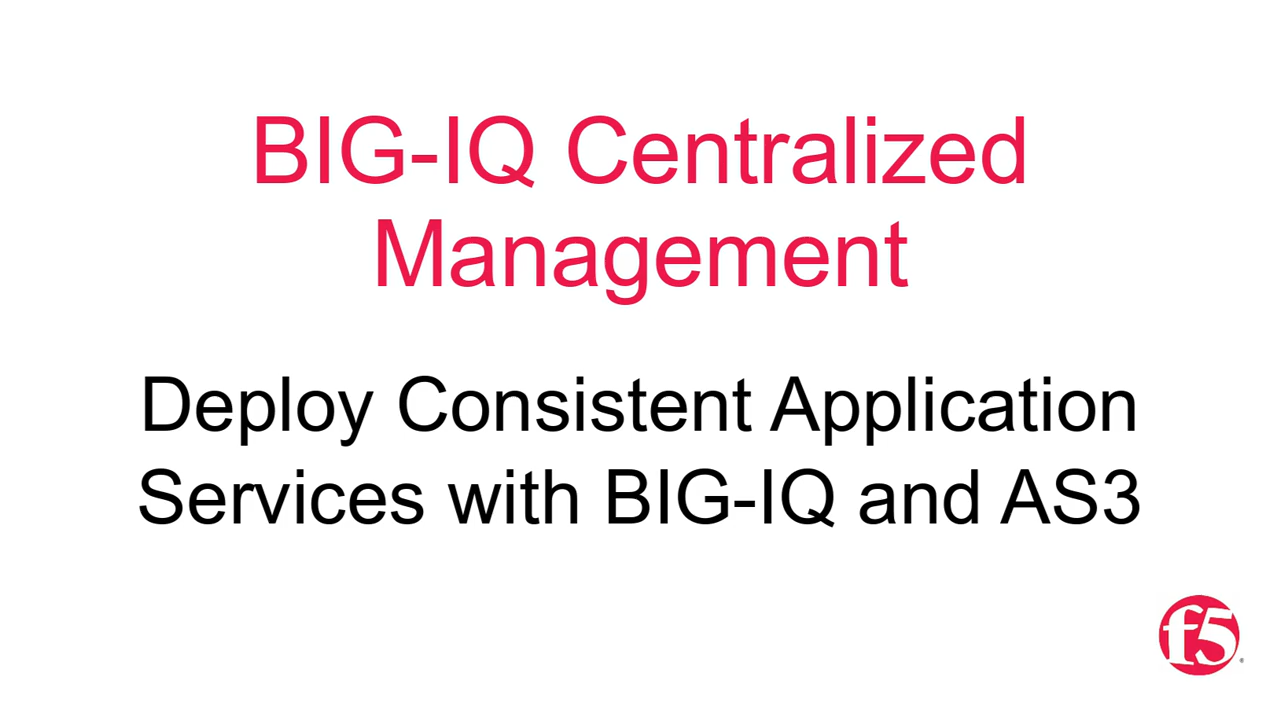 BIG-IQ Centralized
Management
Deploy Consistent Application
Services with BIG-IQ and AS3
f5